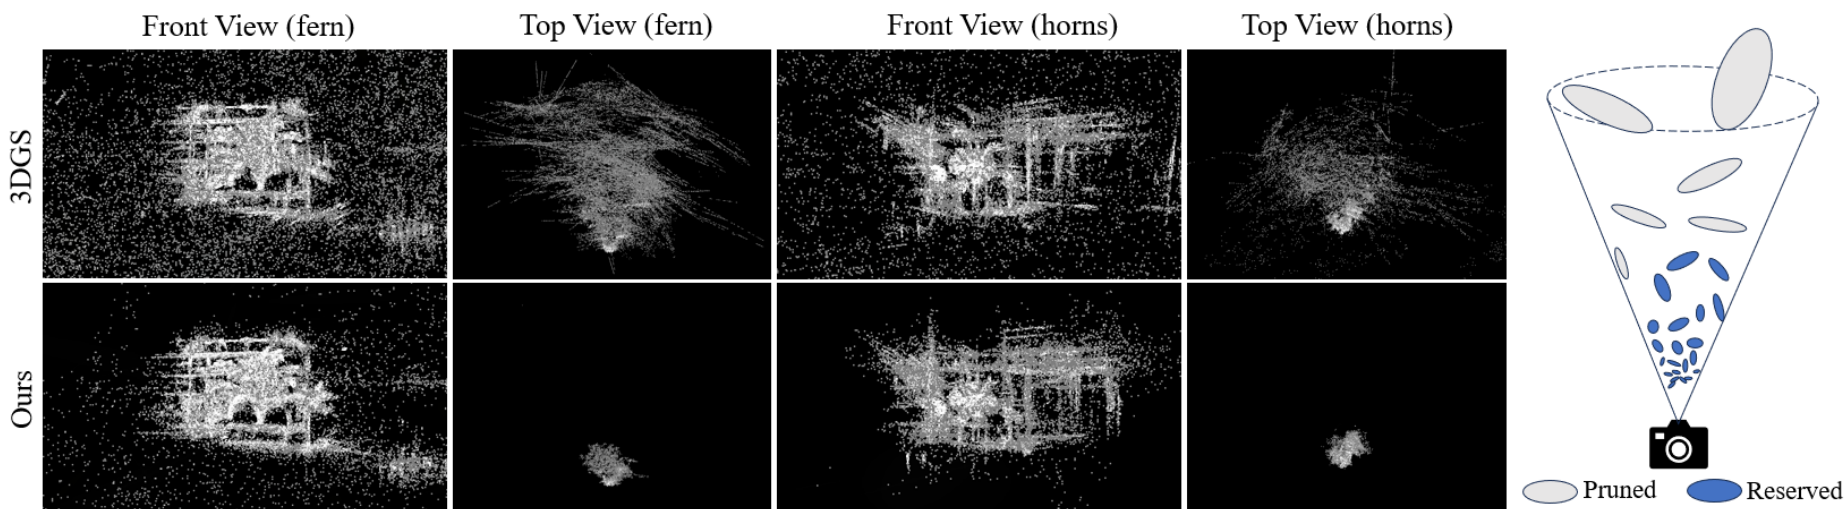 Front View (fern)
Top View (fern)
Front View (horns)
Top View (horns)
3DGS
Ours
Pruned
Reserved